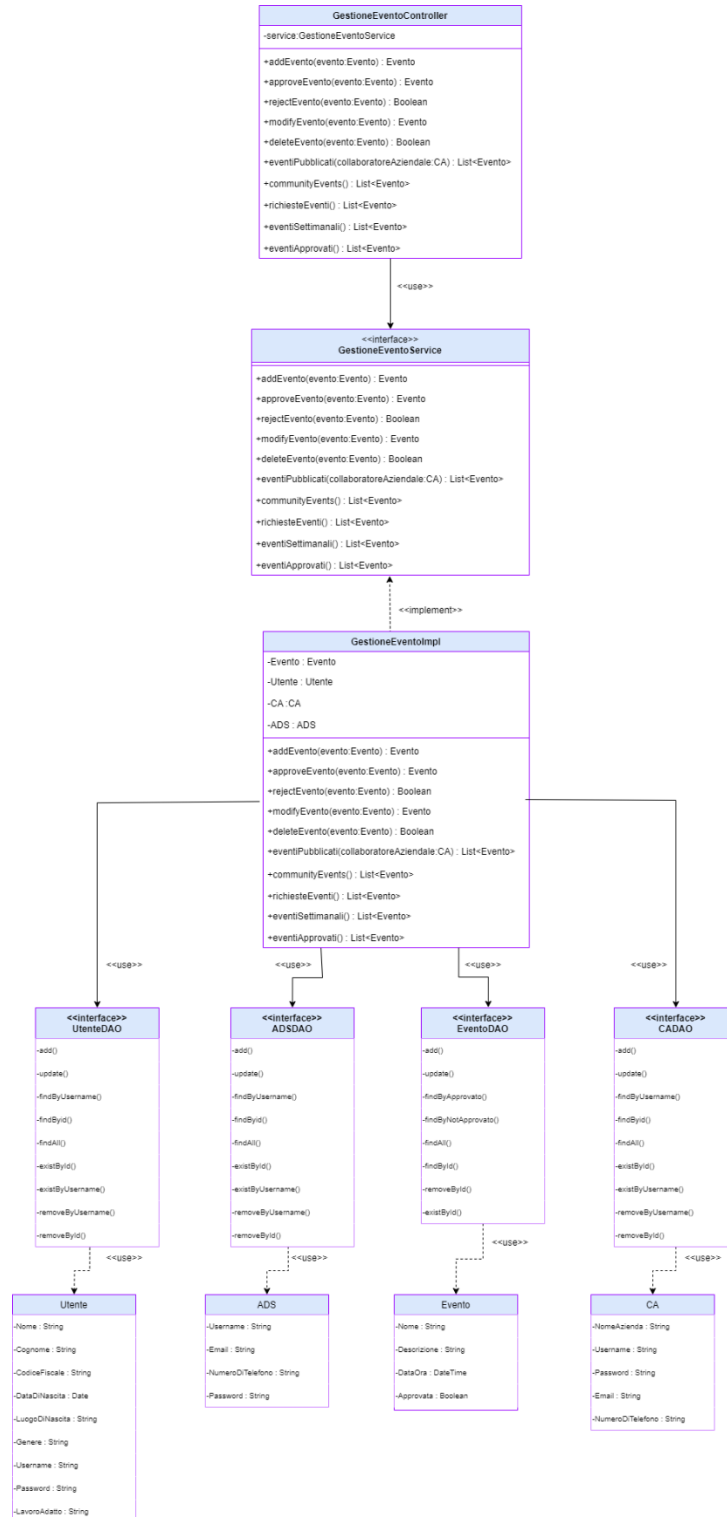 GestioneEventoController
-service:GestioneEventoService
+addEvento(evento:Evento) : Evento
+approveEvento(evento:Evento) : Evento
+rejectEvento(evento:Evento) : Boolean
+modifyEvento(evento:Evento) : Evento
+deleteEvento(evento:Evento) : Boolean
+eventiPubblicati(collaboratoreAziendale:CA) : List<Evento>
+communityEvents() : List<Evento>
+richiesteEventi() : List<Evento>
+eventiSettimanali() : List<Evento>
+eventiApprovati() : List<Evento>
<<use>>
<<interface>>
GestioneEventoService
+addEvento(evento:Evento) : Evento
+approveEvento(evento:Evento) : Evento
+rejectEvento(evento:Evento) : Boolean
+modifyEvento(evento:Evento) : Evento
+deleteEvento(evento:Evento) : Boolean
+eventiPubblicati(collaboratoreAziendale:CA) : List<Evento>
+communityEvents() : List<Evento>
+richiesteEventi() : List<Evento>
+eventiSettimanali() : List<Evento>
+eventiApprovati() : List<Evento>
<<implement>>
GestioneEventoImpl
-Evento : Evento
-Utente : Utente
-CA :CA
-ADS : ADS
+addEvento(evento:Evento) : Evento
+approveEvento(evento:Evento) : Evento
+rejectEvento(evento:Evento) : Boolean
+modifyEvento(evento:Evento) : Evento
+deleteEvento(evento:Evento) : Boolean
+eventiPubblicati(collaboratoreAziendale:CA) : List<Evento>
+communityEvents() : List<Evento>
+richiesteEventi() : List<Evento>
+eventiSettimanali() : List<Evento>
+eventiApprovati() : List<Evento>
<<use>>
<<use>>
<<use>>
<<use>>
<<interface>>
UtenteDAO
-add()
-update()
-findByUsername()
-findByid()
-findAll()
-existById()
-existByUsername()
-removeByUsername()
-removeById()
<<use>>
<<interface>>
ADSDAO
-add()
-update()
-findByUsername()
-findByid()
-findAll()
-existById()
-existByUsername()
-removeByUsername()
-removeById()
<<use>>
<<interface>>
EventoDAO
-add()
-update()
-findByApprovato()
-findByNotApprovato()
-findAll()
-findById()
-removeById()
-existById()
<<use>>
<<interface>>
CADAO
-add()
-update()
-findByUsername()
-findByid()
-findAll()
-existById()
-existByUsername()
-removeByUsername()
-removeById()
<<use>>
Utente
-Nome : String
-Cognome : String
-CodiceFiscale : String
-DataDiNascita : Date
-LuogoDiNascita : String
-Genere : String
-Username : String
-Password : String
-LavoroAdatto : String
ADS
-Username : String
-Email : String
-NumeroDiTelefono : String
-Password : String
Evento
-Nome : String
-Descrizione : String
-DataOra : DateTime
-Approvata : Boolean
CA
-NomeAzienda : String
-Username : String
-Password : String
-Email : String
-NumeroDiTelefono : String